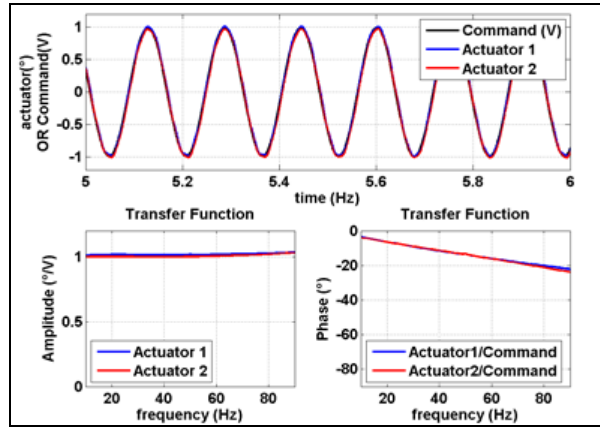 actuator(°)
OR Command(V)
1
0.5
0
-0.5
-1
Command (V)
Actuator 1
Actuator 2
5
5.2
5.4
5.6
5.8
6
time (Hz)
Transfer Function
Amplitude (°/V)
1
0.5
0
Actuator 1
Actuator 2
20
40
60
80
frequency (Hz)
Transfer Function
Phase (°)
0
-20
-40
-60
-80
Actuator1/Command
Actuator2/Command
20
40
60
80
frequency (Hz)